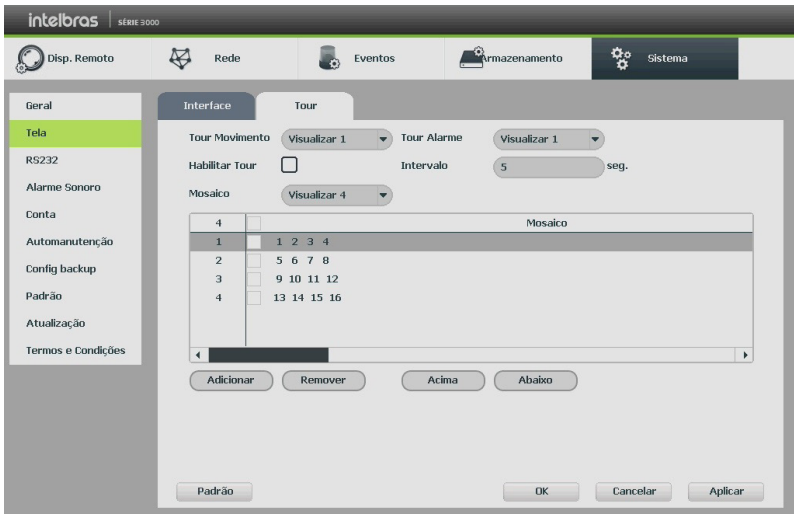 intelbras SÉRIE 3000
Disp. Remoto Rede Eventos Armazenamento Sistema
Geral
Tela
RS232
Alarme Sonoro
Conta
Automanutenção
Config backup
Padrão
Atualização
Termos e Condições
Interface Tour
Tour Movimento Visualizar 1 Tour Alarme Visualizar 1
Habilitar Tour Intervalo 5 seg.
Mosaico Visualizar 4
4 Mosaico
1 1 2 3 4
2 5 6 7 8
3 9 10 11 12
4 13 14 15 16
Adicionar Remover Acima Abaixo
Padrão OK Cancelar Aplicar